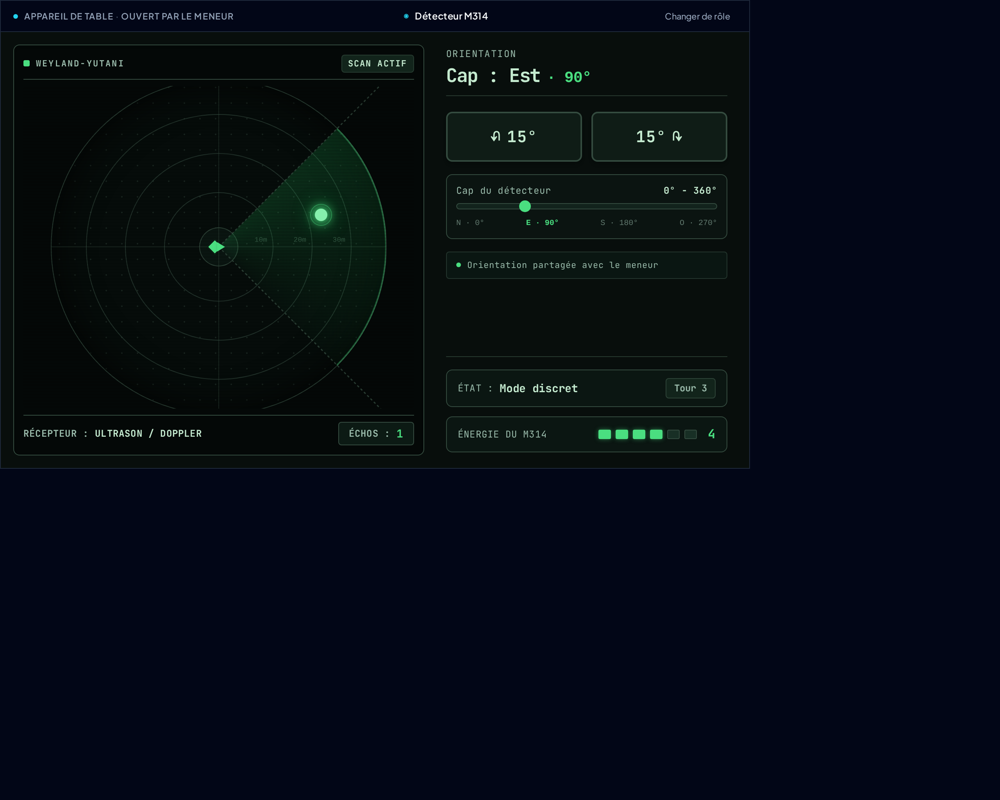 APPAREIL DE TABLE · OUVERT PAR LE MENEUR
Détecteur M314
Changer de rôle
WEYLAND-YUTANI
SCAN ACTIF
10m 20m 30m
RÉCEPTEUR : ULTRASON / DOPPLER
ÉCHOS : 1
ORIENTATION
Cap : Est · 90°
15°
15°
Cap du détecteur
0° - 360°
N · 0° E · 90° S · 180° O · 270°
Orientation partagée avec le meneur
ÉTAT : Mode discret
Tour 3
ÉNERGIE DU M314
4